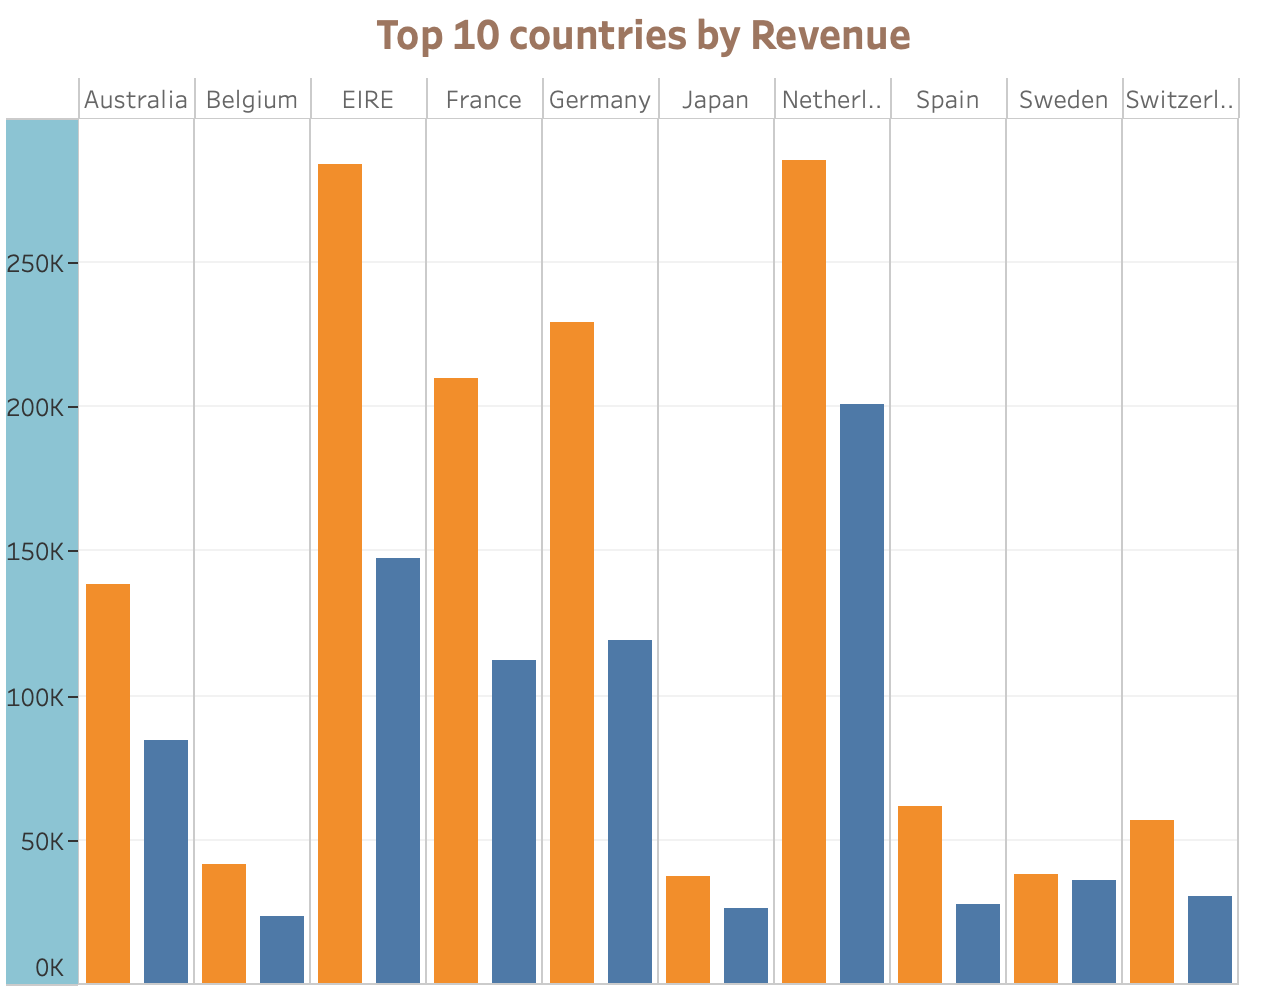 Top 10 countries by Revenue
Australia Belgium EIRE France Germany Japan Netherl.. Spain Sweden Switzerl..
250K
200K
150K
100K
50K
0K